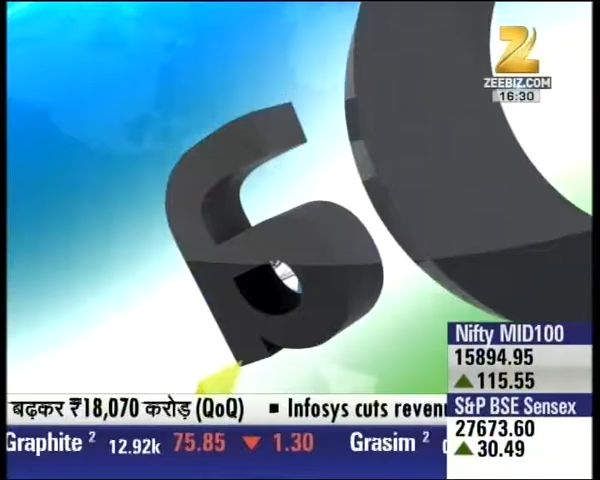 ZEEBIZ.COM
16:30
Nifty MID100
15894.95
115.55
S&P BSE Sensex
27673.60
30.49
बढ़कर ₹18,070 करोड़ (QoQ) ▪ Infosys cuts reven
Graphite 2 12.92k 75.85 ▼ 1.30 Grasim 2